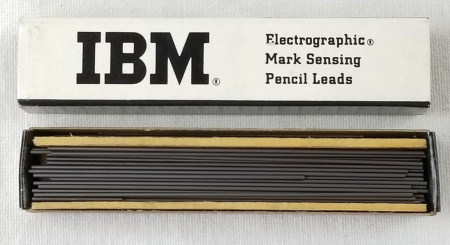 IBM®
Electrographic®
Mark Sensing
Pencil Leads